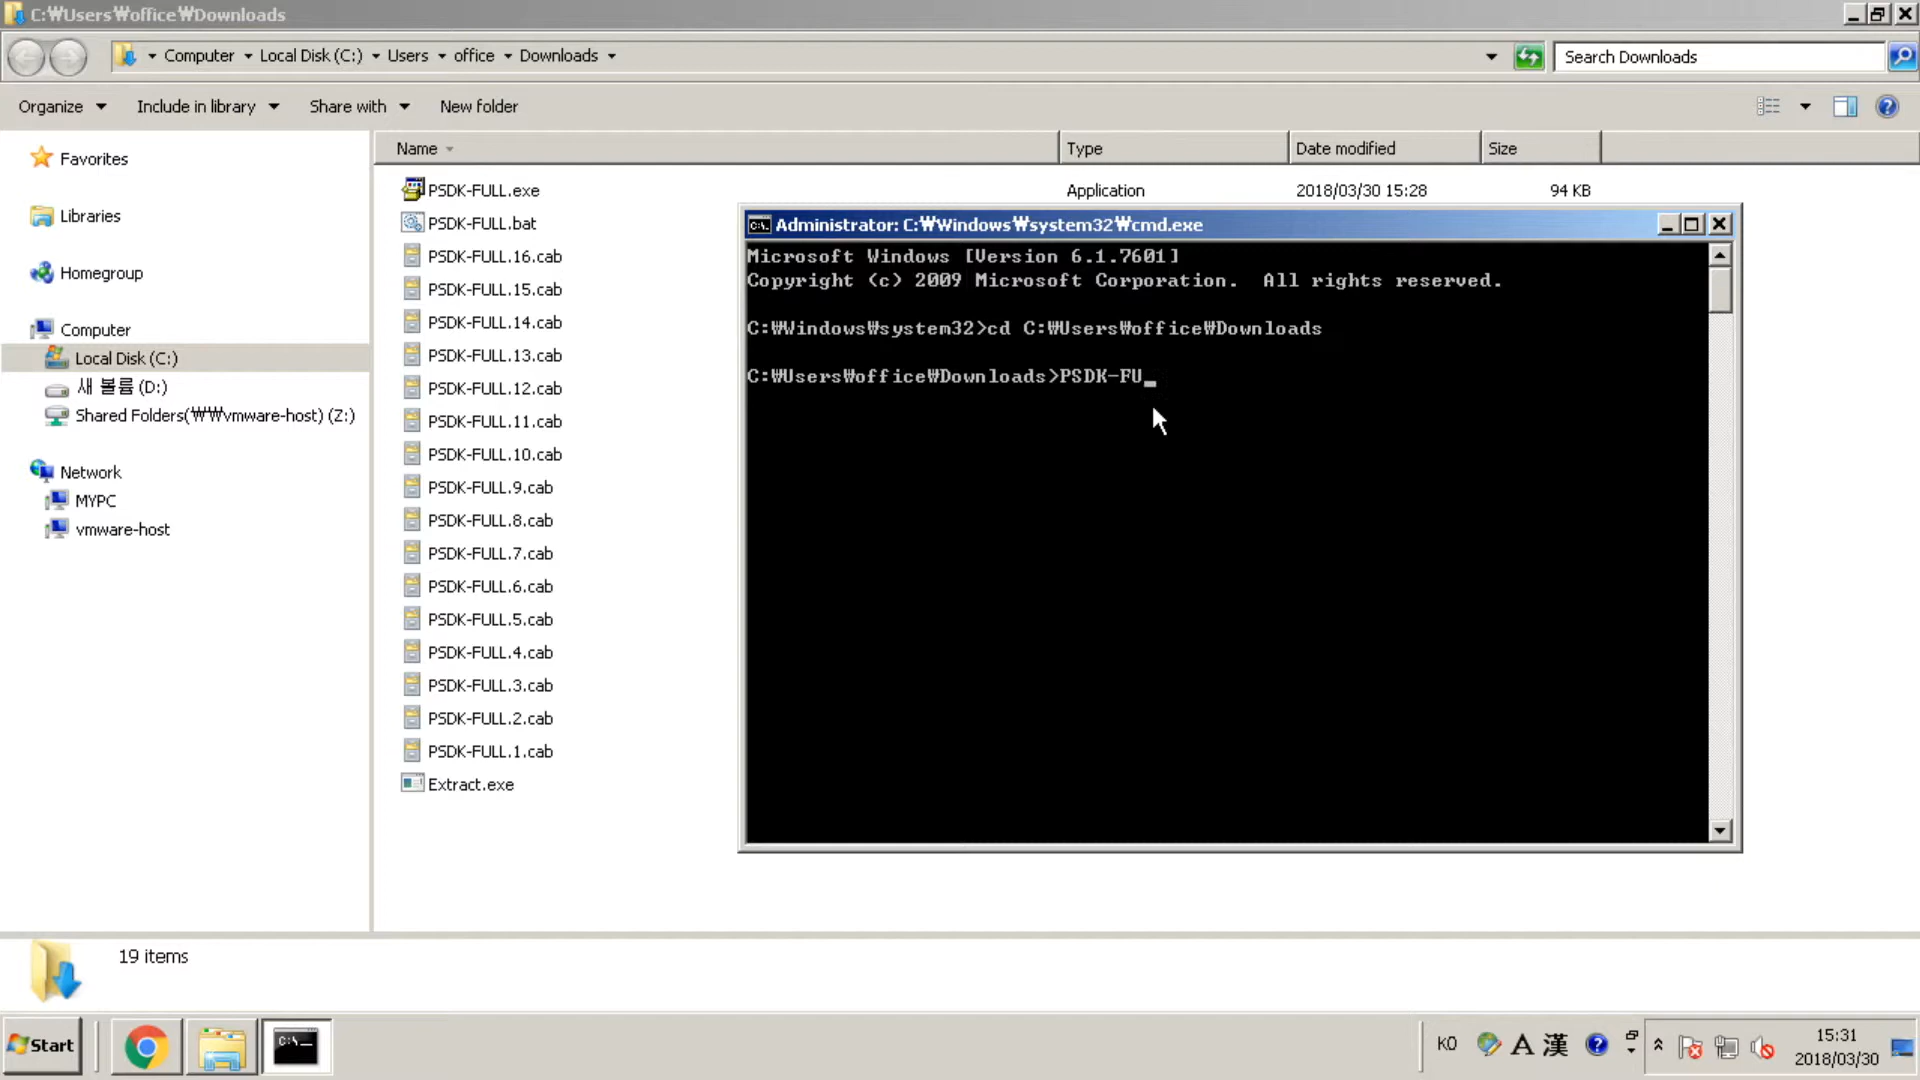 C:₩Users₩office₩Downloads
Computer Local Disk (C:) Users office Downloads
Search Downloads
Organize Include in library Share with New folder
Name Type Date modified Size
Favorites
Libraries
Homegroup
Computer
Local Disk (C:)
새 볼륨 (D:)
Shared Folders(₩₩vmware-host) (Z:)
Network
MYPC
vmware-host
PSDK-FULL.exe Application 2018/03/30 15:28 94 KB
PSDK-FULL.bat
PSDK-FULL.16.cab
PSDK-FULL.15.cab
PSDK-FULL.14.cab
PSDK-FULL.13.cab
PSDK-FULL.12.cab
PSDK-FULL.11.cab
PSDK-FULL.10.cab
PSDK-FULL.9.cab
PSDK-FULL.8.cab
PSDK-FULL.7.cab
PSDK-FULL.6.cab
PSDK-FULL.5.cab
PSDK-FULL.4.cab
PSDK-FULL.3.cab
PSDK-FULL.2.cab
PSDK-FULL.1.cab
Extract.exe
Administrator: C:₩Windows₩system32₩cmd.exe
Microsoft Windows [Version 6.1.7601]
Copyright (c) 2009 Microsoft Corporation.  All rights reserved.
C:₩Windows₩system32>cd C:₩Users₩office₩Downloads
C:₩Users₩office₩Downloads>PSDK-FU_
19 items
Start
KO A 漢
15:31
2018/03/30